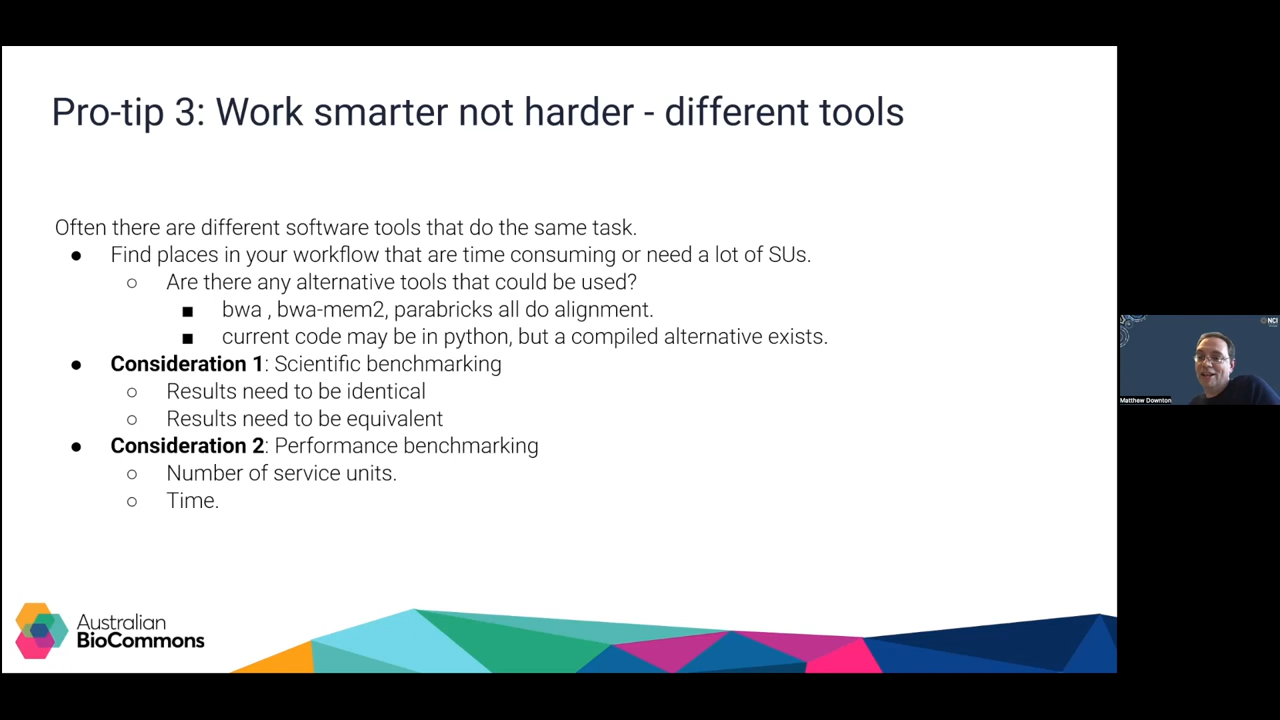 Pro-tip 3: Work smarter not harder - different tools
Often there are different software tools that do the same task.
● Find places in your workflow that are time consuming or need a lot of SUs.
○ Are there any alternative tools that could be used?
■ bwa , bwa-mem2, parabricks all do alignment.
■ current code may be in python, but a compiled alternative exists.
● Consideration 1: Scientific benchmarking
○ Results need to be identical
○ Results need to be equivalent
● Consideration 2: Performance benchmarking
○ Number of service units.
○ Time.
Australian
BioCommons
NCI
Matthew Downton